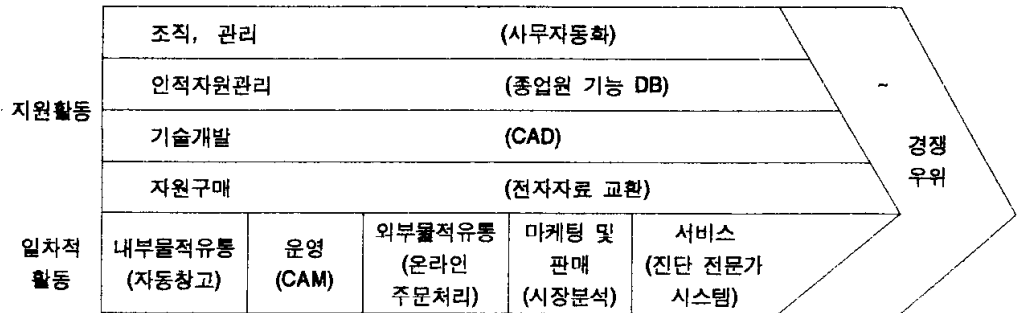 조직, 관리 (사무자동화)
인적자원관리 (종업원 기능 DB)
~
지원활동
기술개발 (CAD)
경쟁
우위
자원구매 (전자자료 교환)
일차적
활동
내부물적유통
(자동창고)
운영
(CAM)
외부물적유통
(온라인
주문처리)
마케팅 및
판매
(시장분석)
서비스
(진단 전문가
시스템)